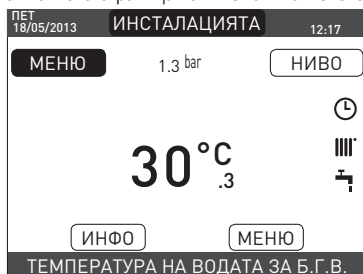 ПЕТ
18/05/2013 ИНСТАЛАЦИЯТА 12:17
МЕНЮ 1.3 bar НИВО
30°C
.3
ИНФО МЕНЮ
ТЕМПЕРАТУРА НА ВОДАТА ЗА Б.Г.В.